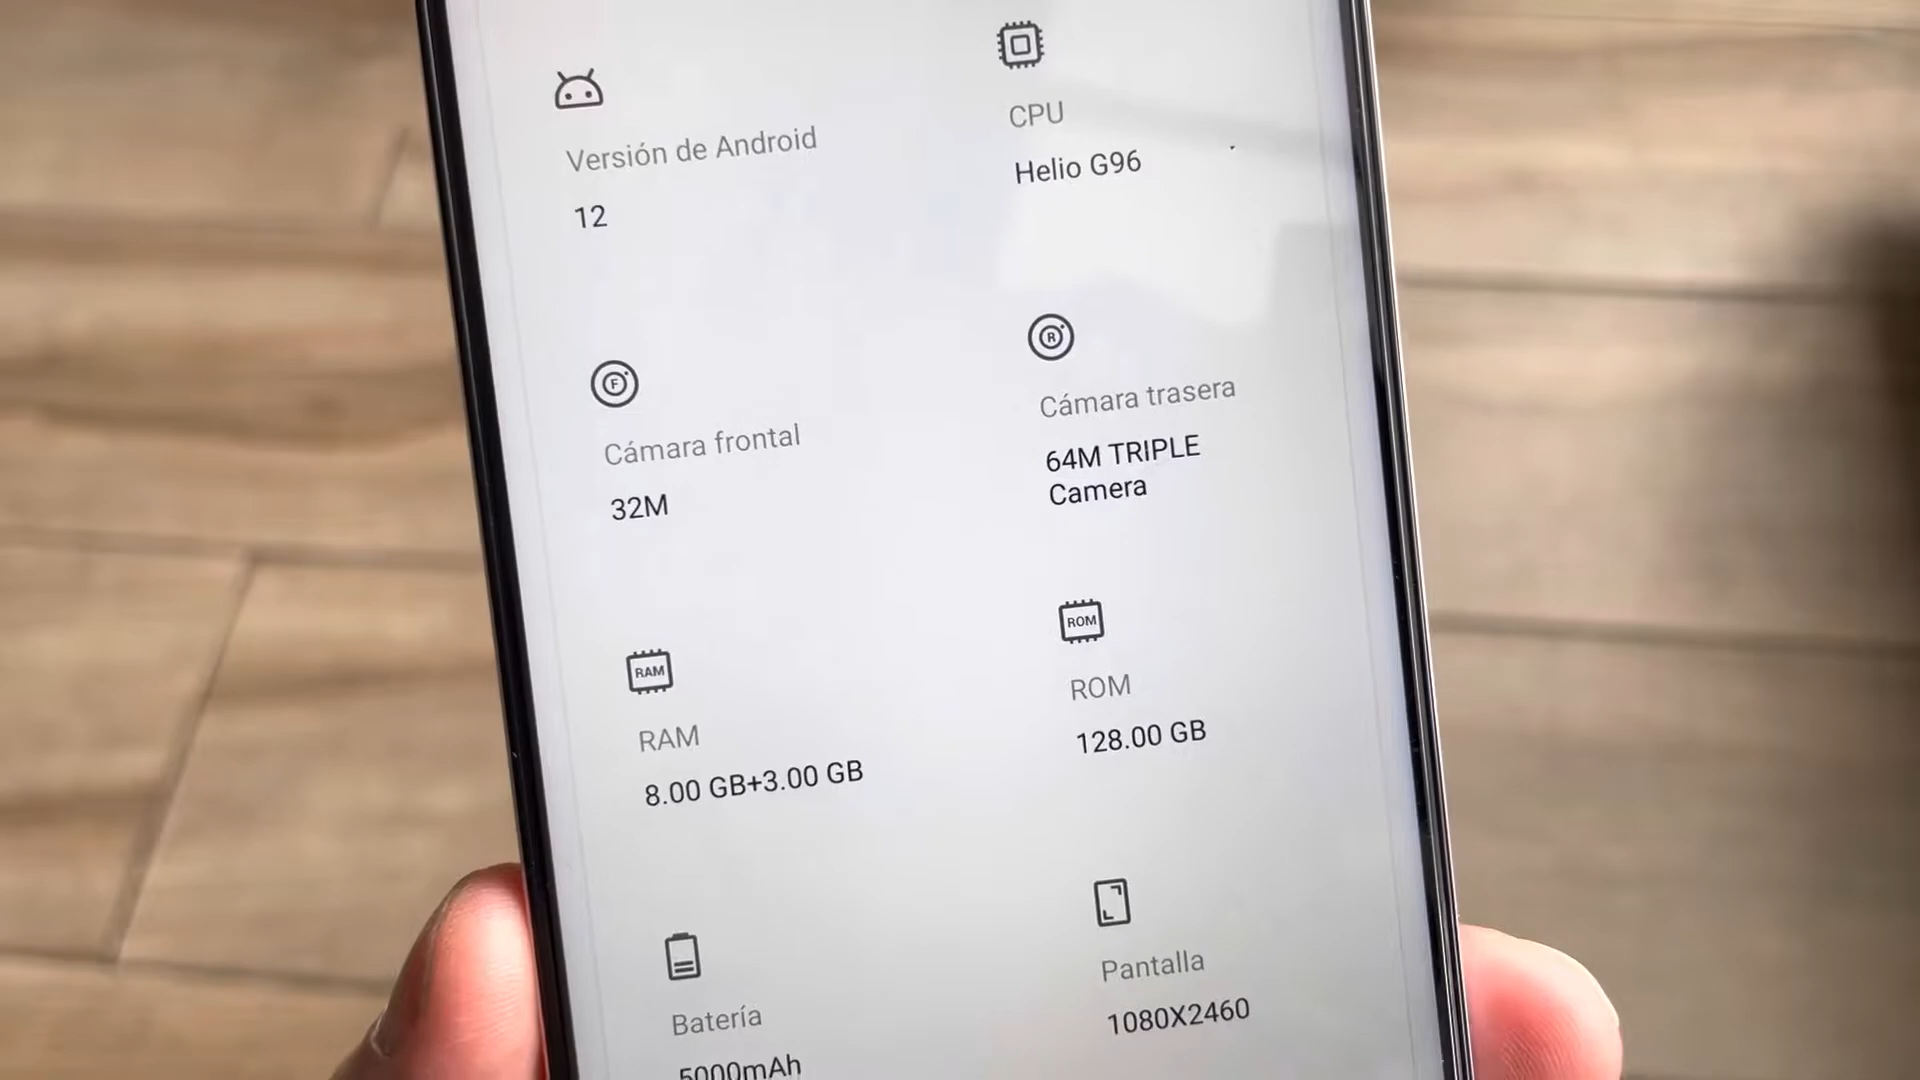 Versión de Android
12
CPU
Helio G96
F
Cámara frontal
32M
R
Cámara trasera
64M TRIPLE
Camera
RAM
RAM
8.00 GB+3.00 GB
ROM
ROM
128.00 GB
Batería
5000mAh
Pantalla
1080X2460